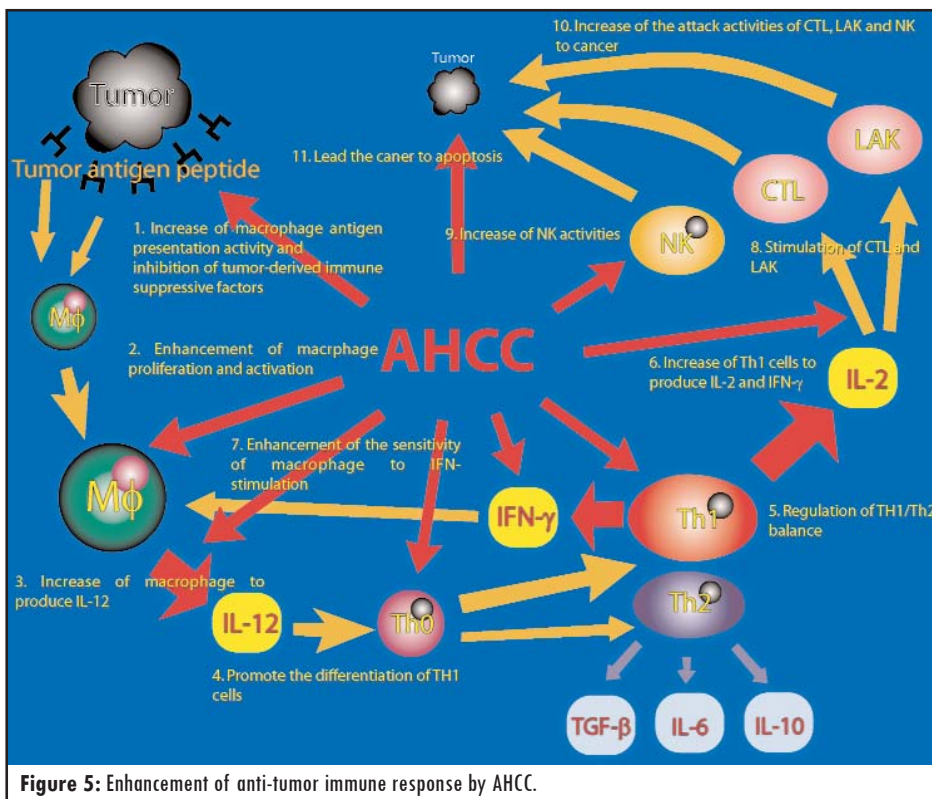 10. Increase of the attack activities of CTL, LAK and NK
to cancer
Tumor
Tumor
LAK
11. Lead the caner to apoptosis
Tumor antigen peptide
CTL
1. Increase of macrophage antigen
presentation activity and
inhibition of tumor-derived immune
suppressive factors
9. Increase of NK activities
NK
8. Stimulation of CTL and
LAK
Mϕ
AHCC
2. Enhancement of macrphage
proliferation and activation
6. Increase of Th1 cells to
produce IL-2 and IFN-γ
IL-2
7. Enhancement of the sensitivity
of macrophage to IFN-
stimulation
Mϕ
IFN-γ
Th1
5. Regulation of TH1/Th2
balance
3. Increase of macrophage to
produce IL-12
IL-12
Th0
Th2
4. Promote the differentiation of TH1
cells
TGF-β
IL-6
IL-10
Figure 5: Enhancement of anti-tumor immune response by AHCC.